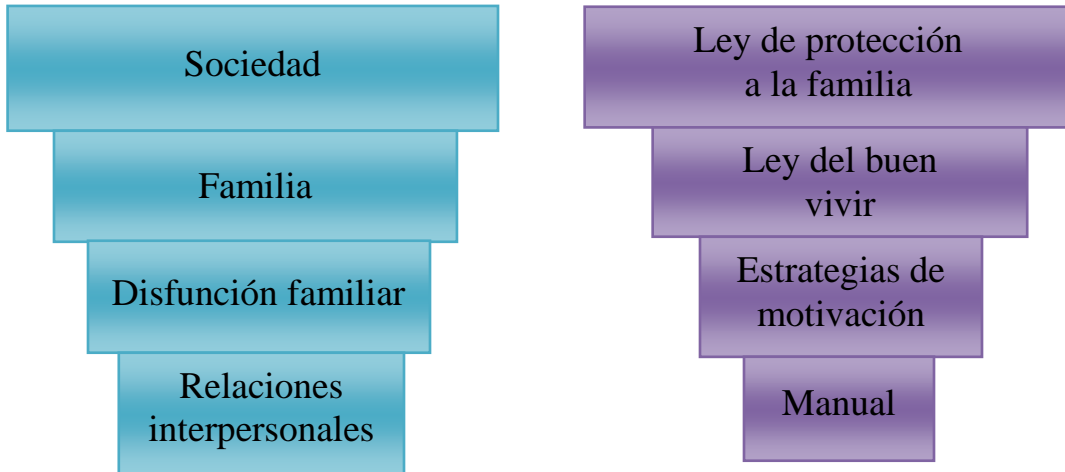 Sociedad
Familia
Disfunción familiar
Relaciones
interpersonales
Ley de protección
a la familia
Ley del buen
vivir
Estrategias de
motivación
Manual